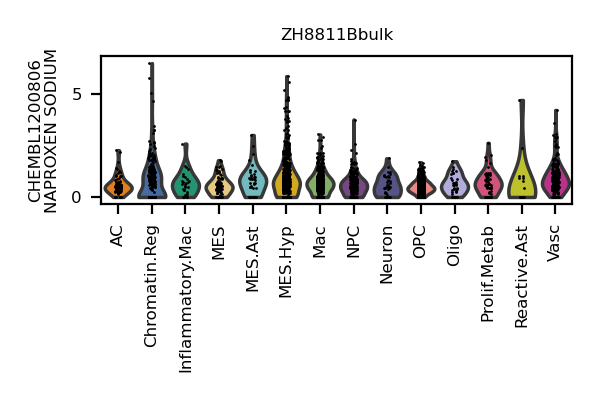 ZH8811Bbulk
CHEMBL1200806
NAPROXEN SODIUM
5
0
AC
Chromatin.Reg
Inflammatory.Mac
MES
MES.Ast
MES.Hyp
Mac
NPC
Neuron
OPC
Oligo
Prolif.Metab
Reactive.Ast
Vasc